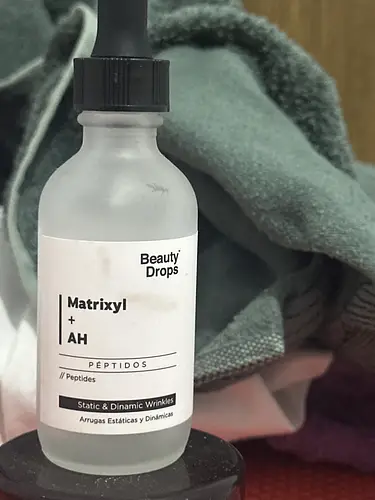 Beauty
Drops
Matrixyl
+
AH
PÉPTIDOS
// Peptides
Static & Dinamic Wrinkles
Arrugas Estáticas y Dinámicas